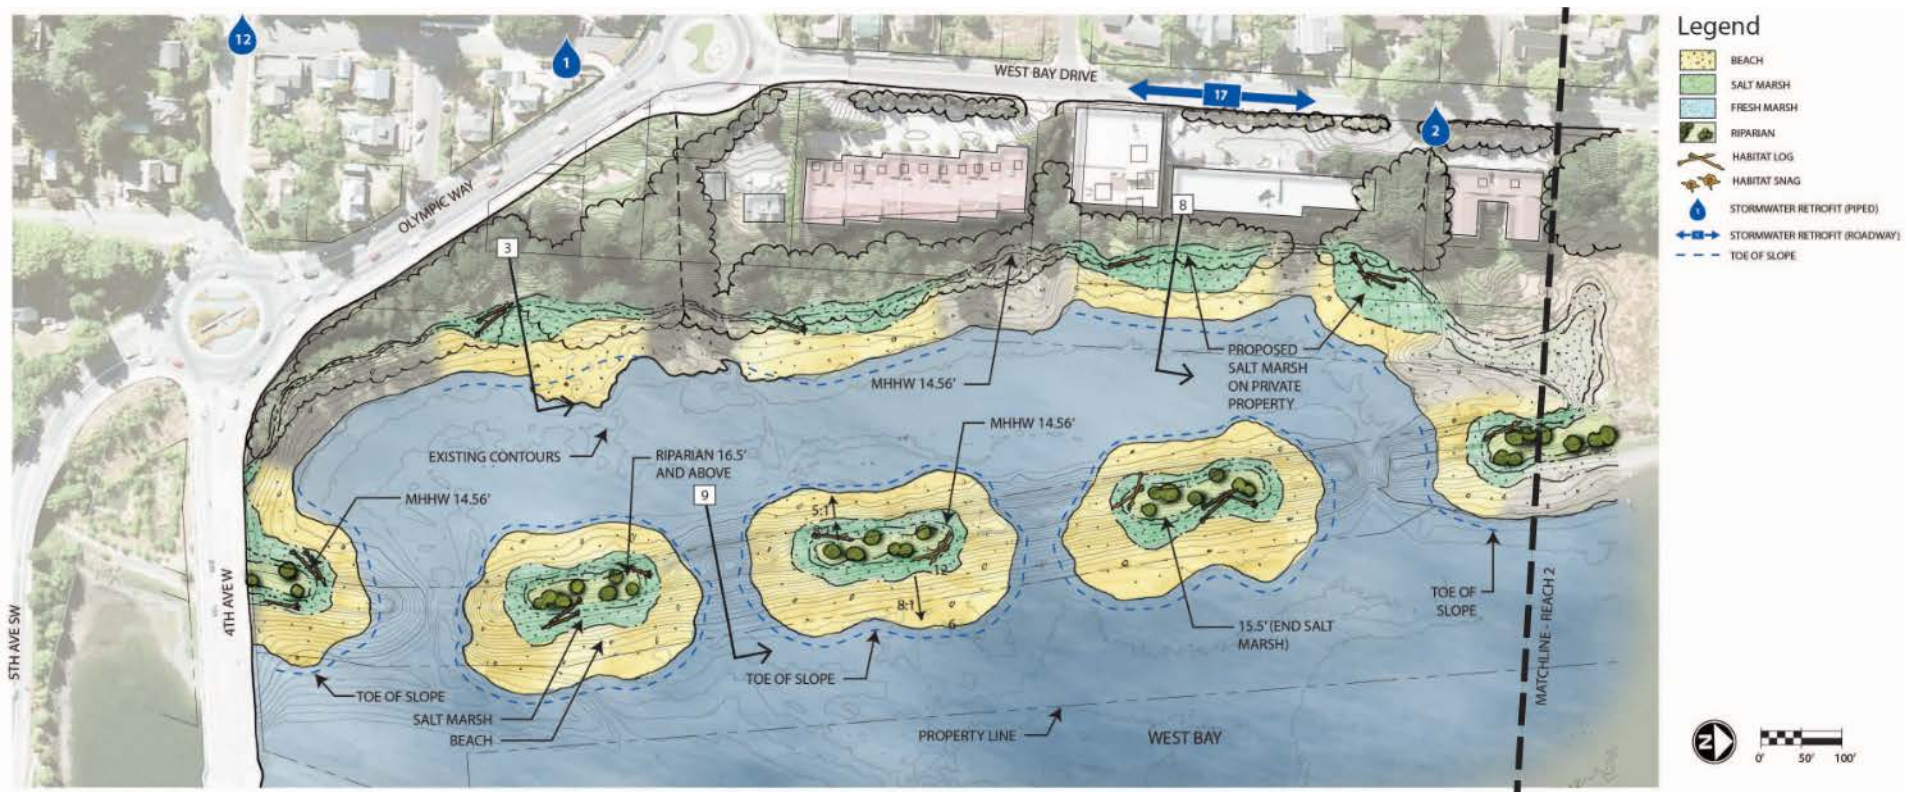 12
1
WEST BAY DRIVE
17
2
OLYMPIC WAY
3
8
PROPOSED
SALT MARSH
ON PRIVATE
PROPERTY
MHHW 14.56'
MHHW 14.56'
EXISTING CONTOURS
RIPARIAN 16.5'
AND ABOVE
9
MHHW 14.56'
5:1
12
8:1
6
TOE OF
SLOPE
15.5' (END SALT
MARSH)
TOE OF SLOPE
TOE OF SLOPE
SALT MARSH
BEACH
PROPERTY LINE
WEST BAY
5TH AVE SW
4TH AVE W
MATCHLINE - REACH 2
Legend
BEACH
SALT MARSH
FRESH MARSH
RIPARIAN
HABITAT LOG
HABITAT SNAG
1 STORMWATER RETROFIT (PIPED)
STORMWATER RETROFIT (ROADWAY)
TOE OF SLOPE
N
0' 50' 100'